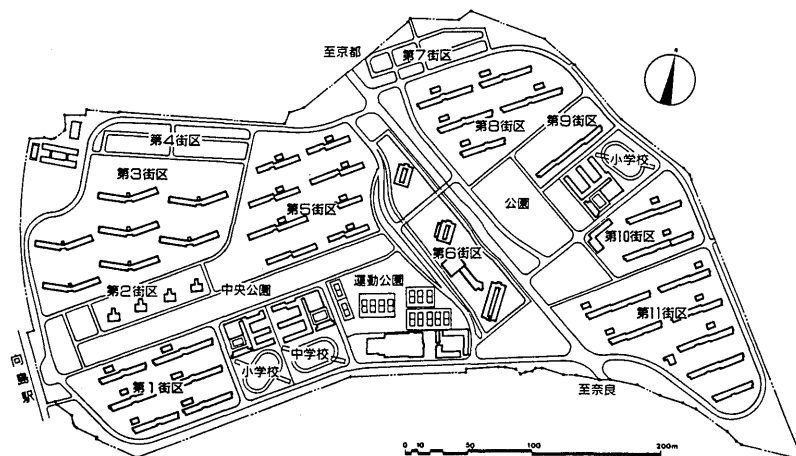 至京都
第7街区
第4街区
第8街区
第9街区
小学校
第3街区
第5街区
公園
第6街区
第10街区
第2街区
中央公園
運動公園
第11街区
向島駅
第1街区
小学校
中学校
至奈良
0 10 50 100 200m